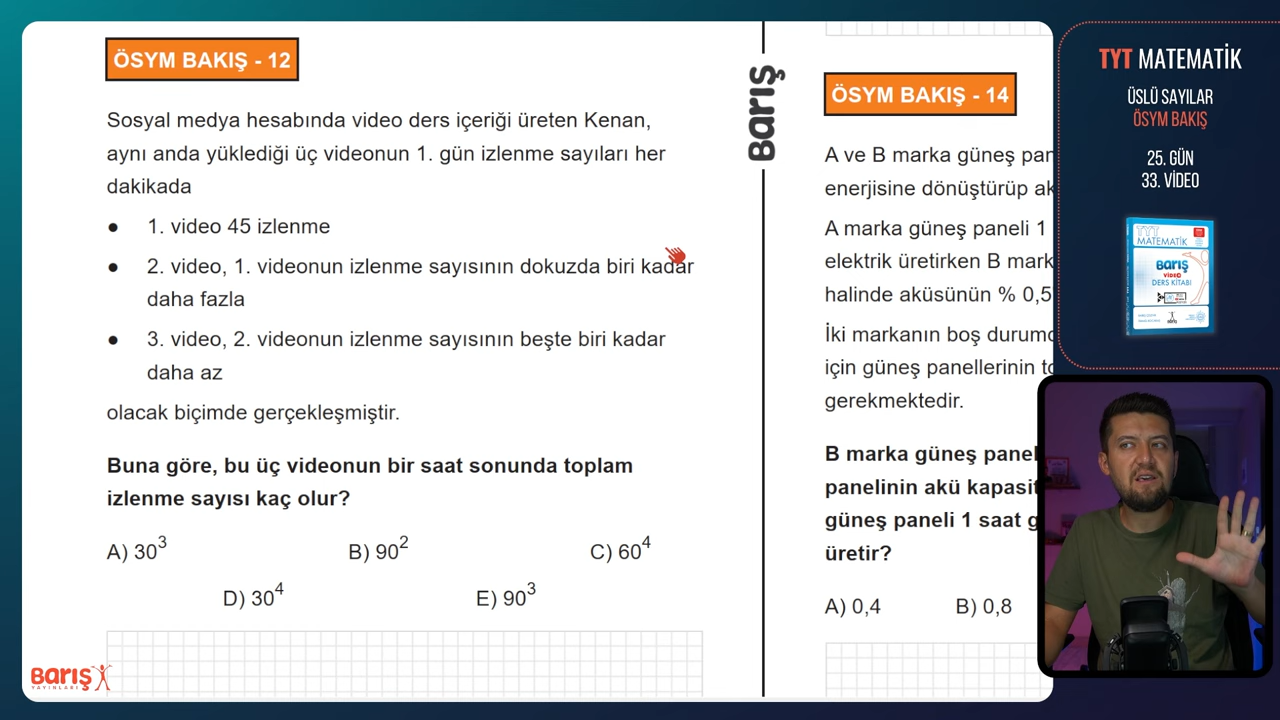 ÖSYM BAKIŞ - 12
Sosyal medya hesabında video ders içeriği üreten Kenan,
aynı anda yüklediği üç videonun 1. gün izlenme sayıları her
dakikada
● 1. video 45 izlenme
● 2. video, 1. videonun izlenme sayısının dokuzda biri kadar
daha fazla
● 3. video, 2. videonun izlenme sayısının beşte biri kadar
daha az
olacak biçimde gerçekleşmiştir.
Buna göre, bu üç videonun bir saat sonunda toplam
izlenme sayısı kaç olur?
A) 30³ B) 90² C) 60⁴
D) 30⁴ E) 90³
BARIŞ
YAYINLARI
BARIŞ
ÖSYM BAKIŞ - 14
A ve B marka güneş pa
enerjisine dönüştürüp ak
A marka güneş paneli 1
elektrik üretirken B mark
halinde aküsünün % 0,5
İki markanın boş durum
için güneş panellerinin t
gerekmektedir.
B marka güneş panel
panelinin akü kapasit
güneş paneli 1 saat g
üretir?
A) 0,4 B) 0,8
TYT MATEMATİK
ÜSLÜ SAYILAR
ÖSYM BAKIŞ
25. GÜN
33. VİDEO
TYT
MATEMATİK
BARIŞ
VİDEO
DERS KİTABI